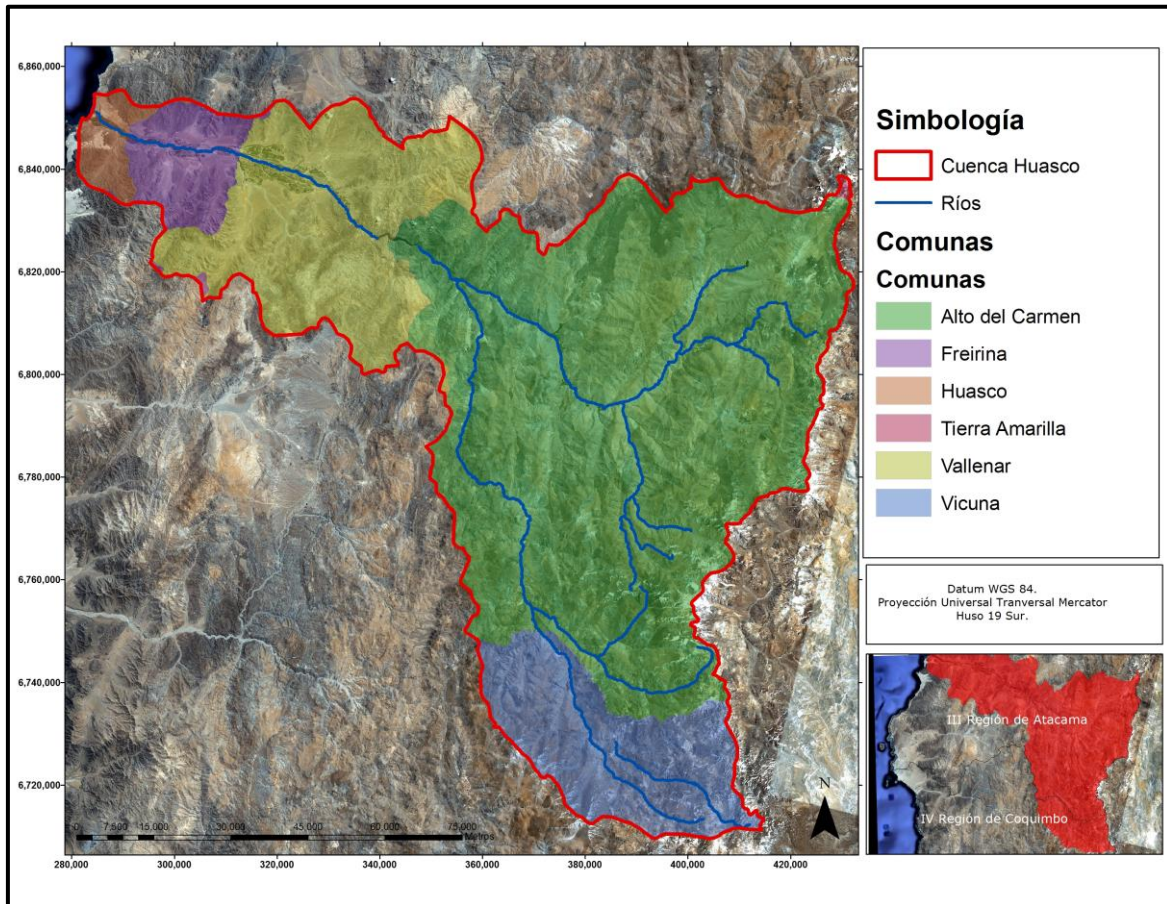 6,860,000
6,840,000
6,820,000
6,800,000
6,780,000
6,760,000
6,740,000
6,720,000
280,000 300,000 320,000 340,000 360,000 380,000 400,000 420,000
0 7,500 15,000 30,000 45,000 60,000 75,000
Metros
N
Simbología
Cuenca Huasco
Ríos
Comunas
Comunas
Alto del Carmen
Freirina
Huasco
Tierra Amarilla
Vallenar
Vicuna
Datum WGS 84.
Proyección Universal Tranversal Mercator
Huso 19 Sur.
III Región de Atacama
IV Región de Coquimbo